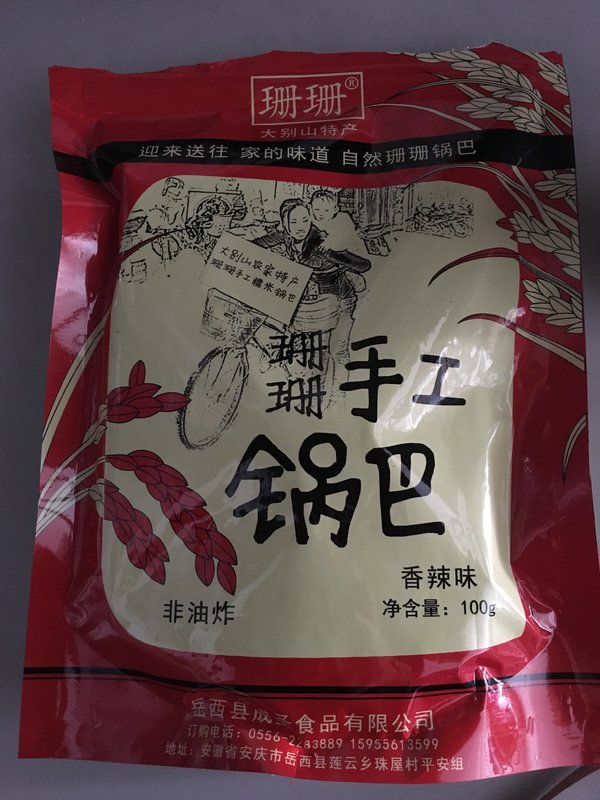 珊珊®
大别山特产
迎来送往 家的味道 自然珊珊锅巴
大别山农家特产
珊珊手工糯米锅巴
珊珊手工
锅巴
香辣味
非油炸
净含量：100g
岳西县成 食品有限公司
订购电话：0556-2283889 15955613599
地址：安徽省安庆市岳西县莲云乡珠屋村平安组